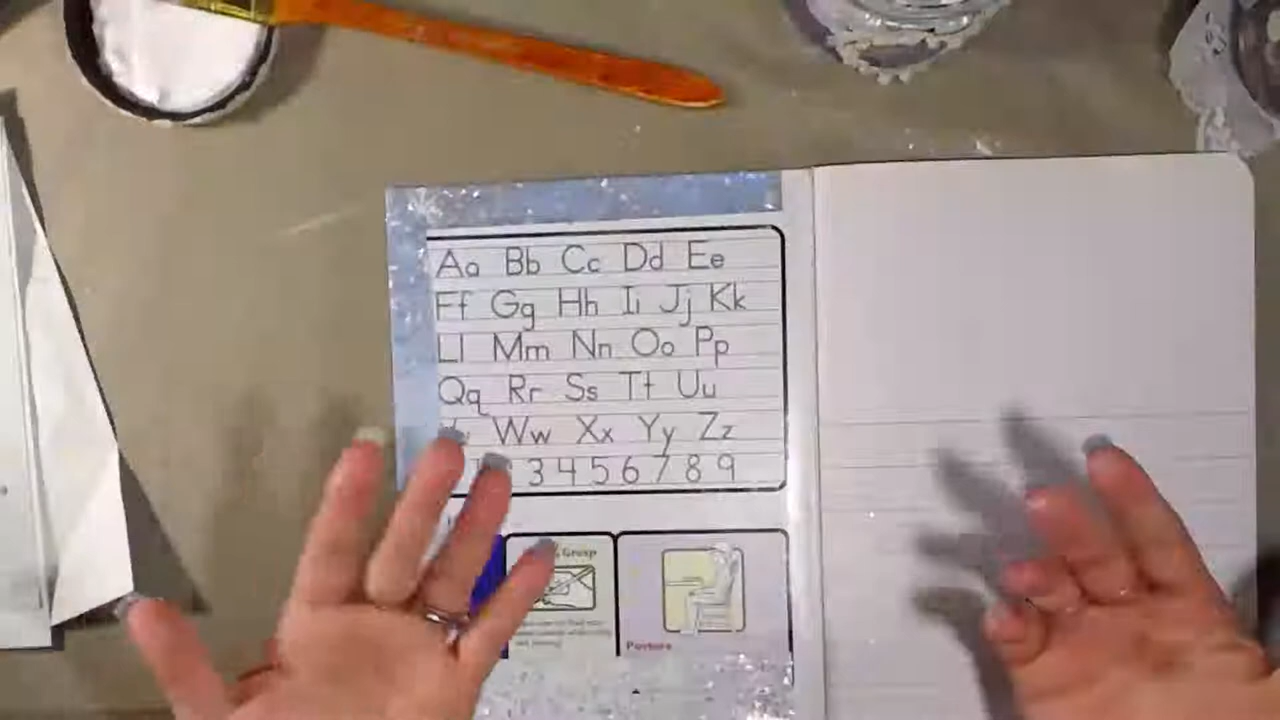 Aa Bb Cc Dd Ee
Ff Gg Hh Ii Jj Kk
Ll Mm Nn Oo Pp
Qq Rr Ss Tt Uu
Ww Xx Yy Zz
3 4 5 6 7 8 9
Grasp
Posture